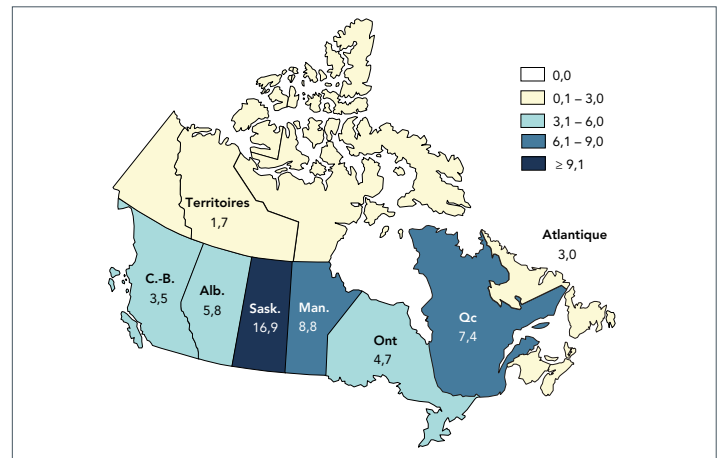 0,0
0,1 – 3,0
3,1 – 6,0
6,1 – 9,0
≥ 9,1
Territoires
1,7
Atlantique
3,0
C.-B.
3,5
Alb.
5,8
Sask.
16,9
Man.
8,8
Ont
4,7
Qc
7,4